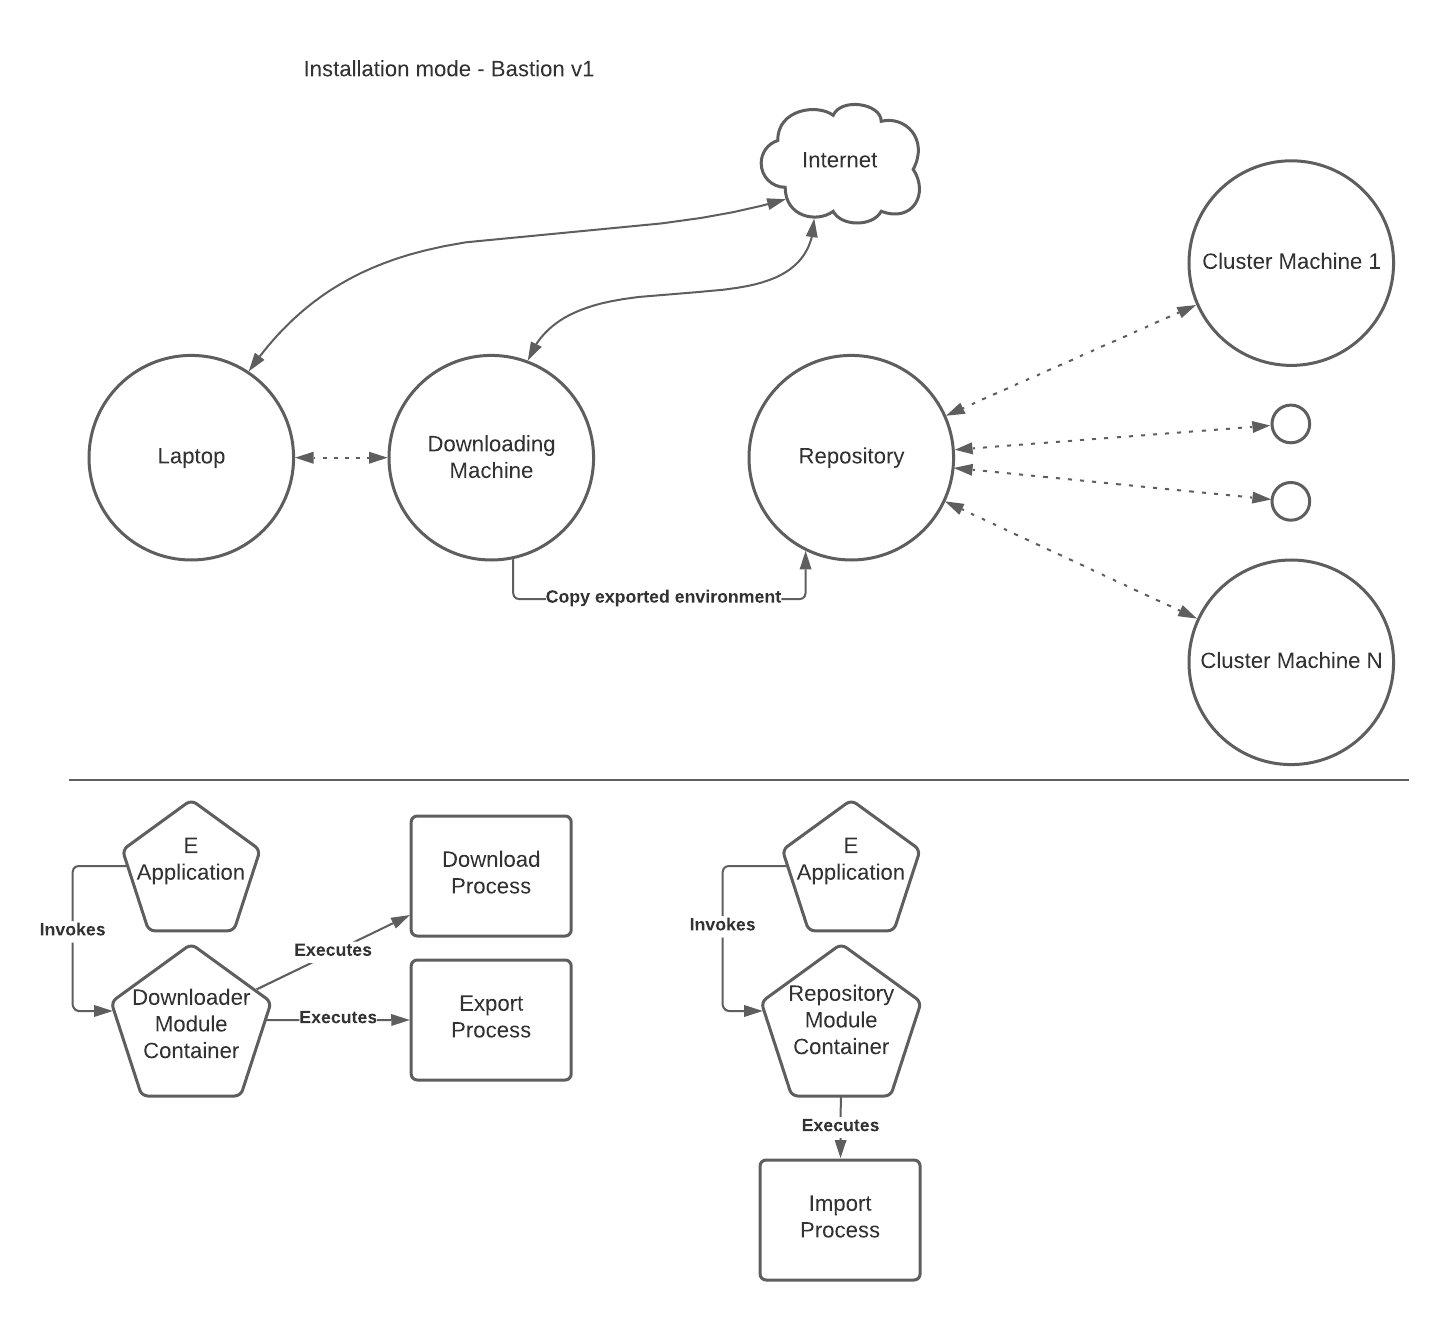 Installation mode - Bastion v1
Internet
Cluster Machine 1
Laptop
Downloading
Machine
Repository
Copy exported environment
Cluster Machine N
E
Application
Invokes
Downloader
Module
Container
Executes
Executes
Download
Process
Export
Process
E
Application
Invokes
Repository
Module
Container
Executes
Import
Process